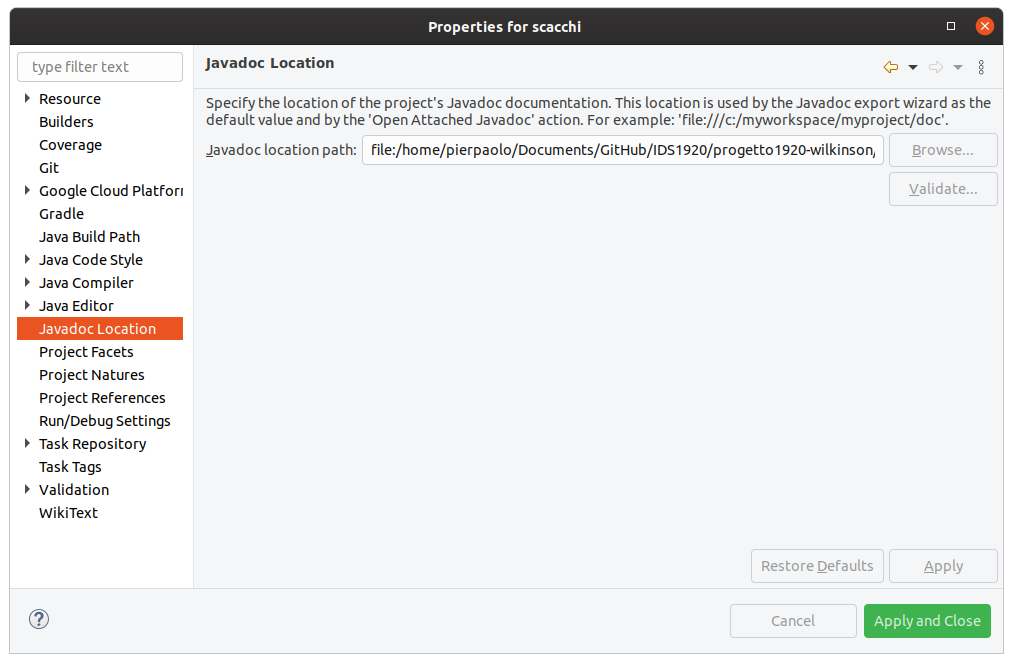 Properties for scacchi
type filter text
Resource
Builders
Coverage
Git
Google Cloud Platforr
Gradle
Java Build Path
Java Code Style
Java Compiler
Java Editor
Javadoc Location
Project Facets
Project Natures
Project References
Run/Debug Settings
Task Repository
Task Tags
Validation
WikiText
Javadoc Location
Specify the location of the project's Javadoc documentation. This location is used by the Javadoc export wizard as the
default value and by the 'Open Attached Javadoc' action. For example: 'file:///c:/myworkspace/myproject/doc'.
Javadoc location path: file:/home/pierpaolo/Documents/GitHub/IDS1920/progetto1920-wilkinson/ Browse...
Validate...
Restore Defaults Apply
? Cancel Apply and Close